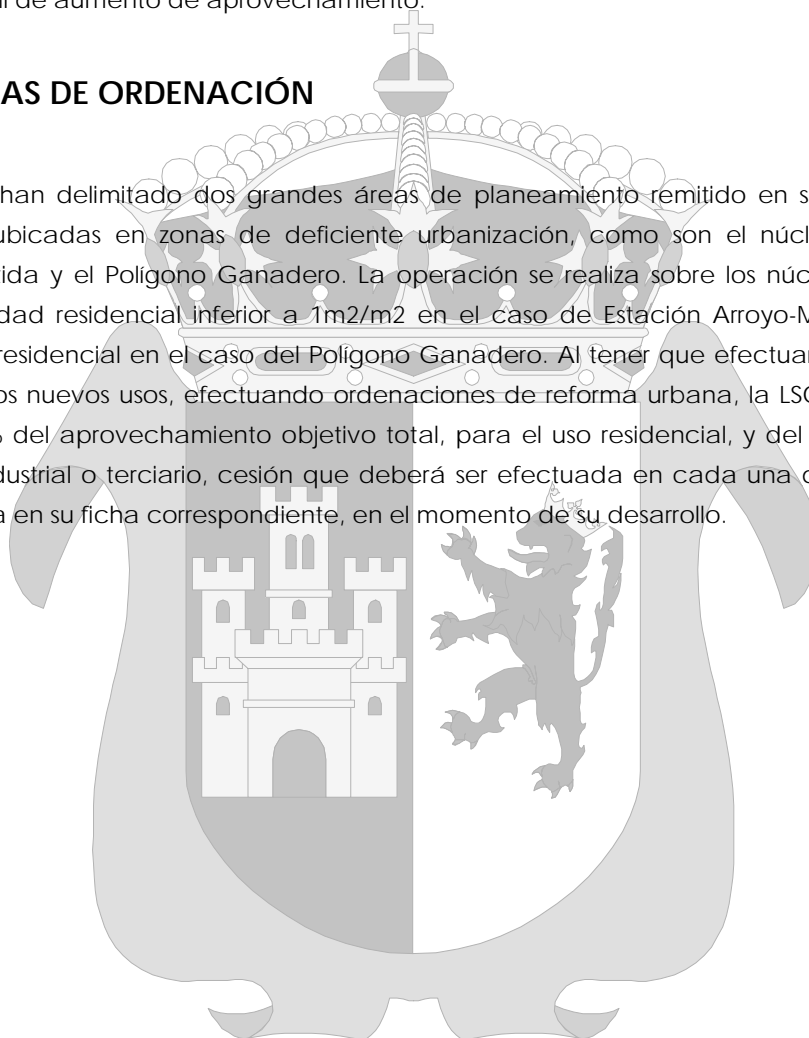 de aumento de aprovechamiento.
AS DE ORDENACIÓN
han delimitado dos grandes áreas de planeamiento remitido en s
ubicadas en zonas de deficiente urbanización, como son el núcl
ida y el Polígono Ganadero. La operación se realiza sobre los núc
dad residencial inferior a 1m2/m2 en el caso de Estación Arroyo-M
residencial en el caso del Polígono Ganadero. Al tener que efectuar
os nuevos usos, efectuando ordenaciones de reforma urbana, la LSO
% del aprovechamiento objetivo total, para el uso residencial, y del
dustrial o terciario, cesión que deberá ser efectuada en cada una d
a en su ficha correspondiente, en el momento de su desarrollo.